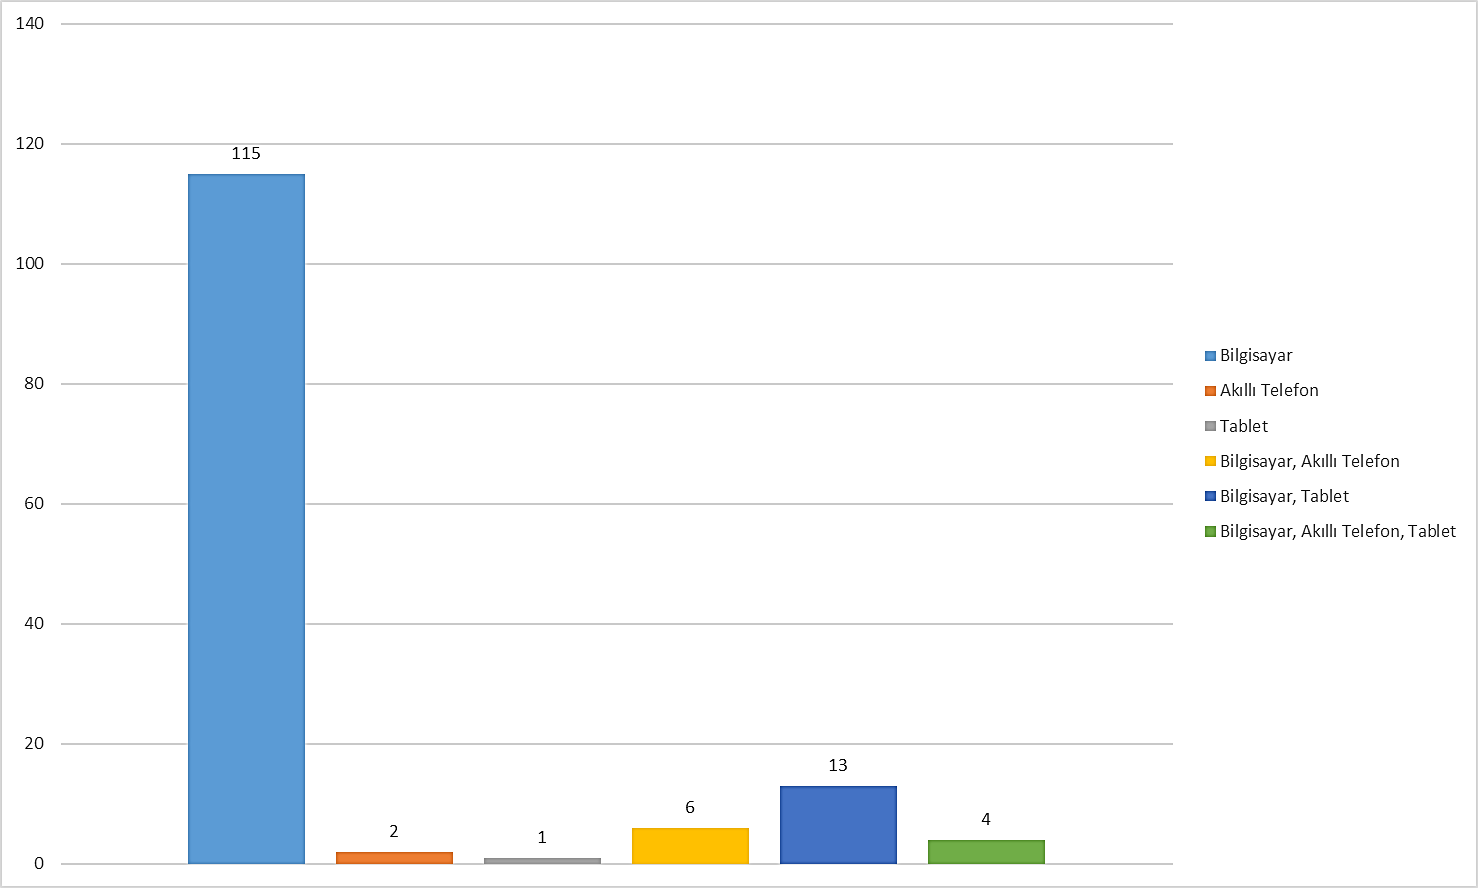 140
120
115
100
80
60
40
20
13
6
4
2
1
0
Bilgisayar
Akıllı Telefon
Tablet
Bilgisayar, Akıllı Telefon
Bilgisayar, Tablet
Bilgisayar, Akıllı Telefon, Tablet